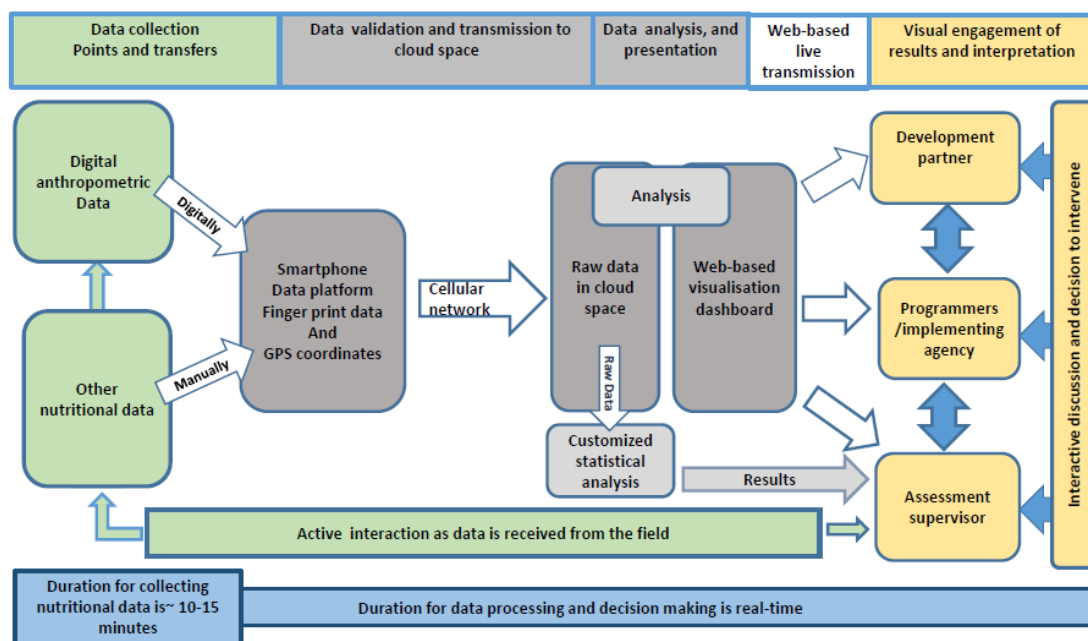 Data collection
Points and transfers
Data validation and transmission to
cloud space
Data analysis, and
presentation
Web-based
live
transmission
Visual engagement of
results and interpretation
Digital
anthropometric
Data
Digitally
Other
nutritional data
Manually
Smartphone
Data platform
Finger print data
And
GPS coordinates
Cellular
network
Analysis
Raw data
in cloud
space
Web-based
visualisation
dashboard
Raw Data
Customized
statistical
analysis
Results
Development
partner
Programmers
/implementing
agency
Assessment
supervisor
Interactive discussion and decision to intervene
Active interaction as data is received from the field
Duration for collecting
nutritional data is~ 10-15
minutes
Duration for data processing and decision making is real-time